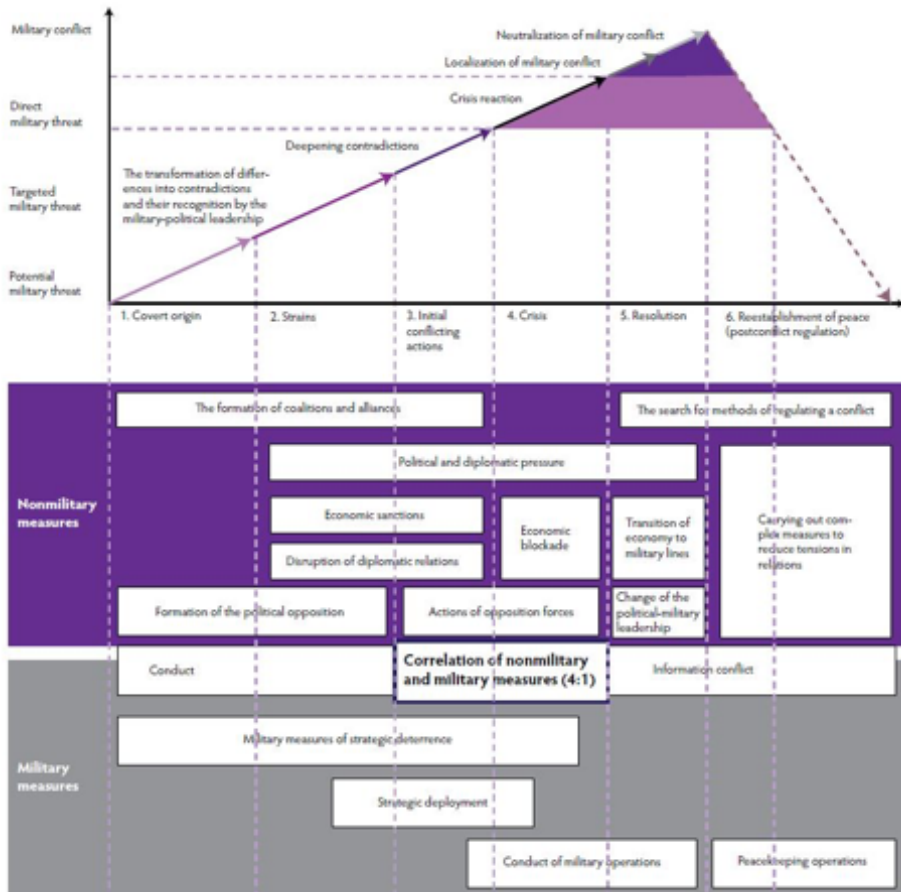 Military conflict
Neutralization of military conflict
Localization of military conflict
Crisis reaction
Direct
military threat
Deepening contradictions
The transformation of differ-
ences into contradictions
and their recognition by the
military-political leadership
Targeted
military threat
Potential
military threat
1. Covert origin
2. Strains
3. Initial
conflicting
actions
4. Crisis
5. Resolution
6. Reestablishment of peace
(postconflict regulation)
The formation of coalitions and alliances
The search for methods of regulating a conflict
Political and diplomatic pressure
Nonmilitary
measures
Economic sanctions
Economic
blockade
Transition of
economy to
military lines
Carrying out com-
plex measures to
reduce tensions in
relations
Disruption of diplomatic relations
Formation of the political opposition
Actions of opposition forces
Change of the
political-military
leadership
Conduct
Correlation of nonmilitary
and military measures (4:1)
Information conflict
Military measures of strategic deterrence
Military
measures
Strategic deployment
Conduct of military operations
Peacekeeping operations